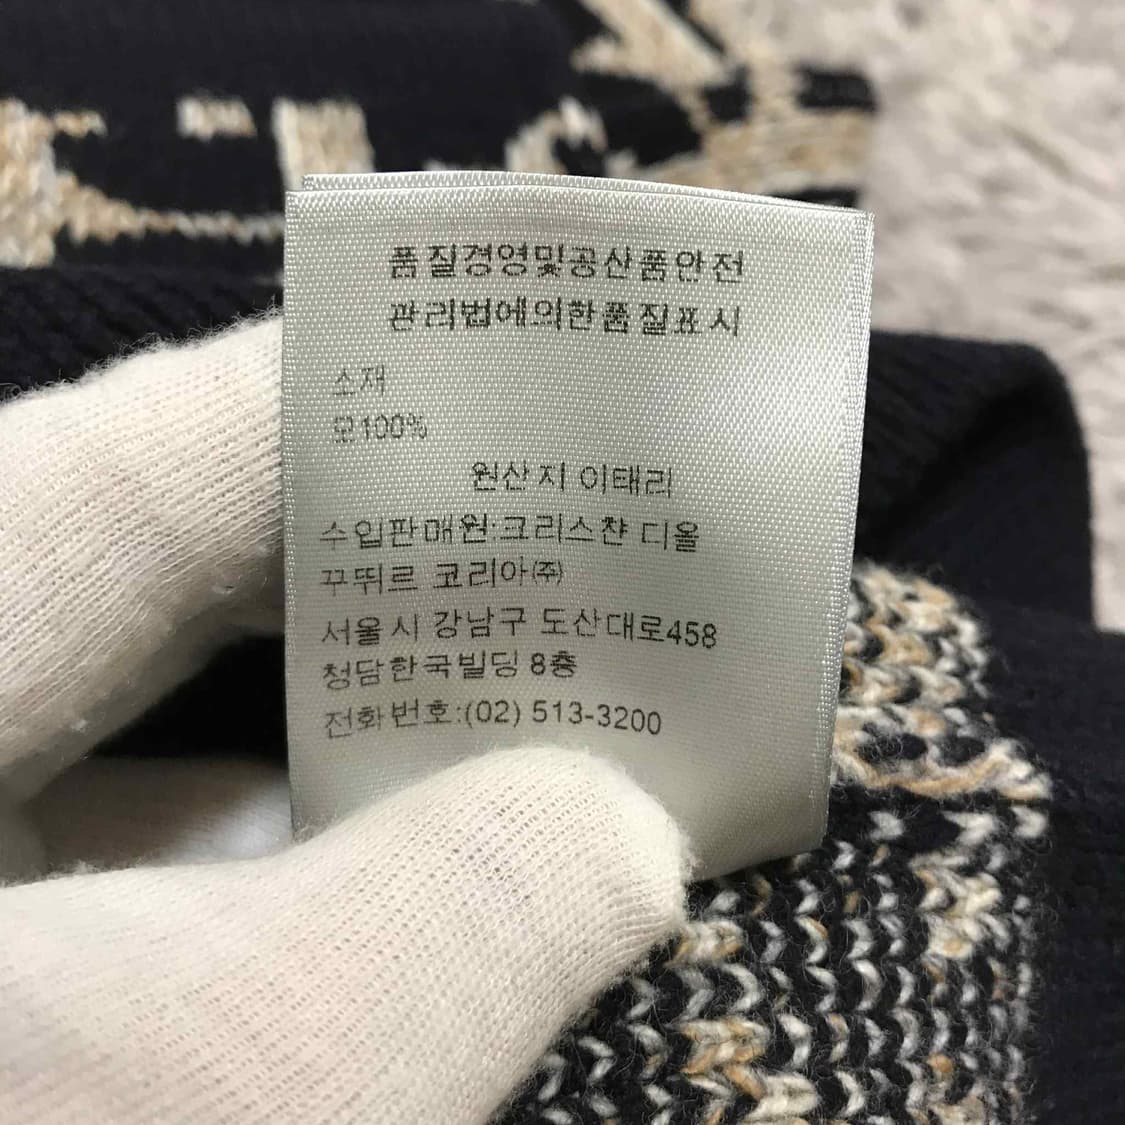 품질경영및공산품안전
관리법에의한품질표시
소재
모100%
원산지 이태리
수입판매원:크리스챤 디올
꾸뛰르 코리아㈜
서울시 강남구 도산대로458
청담한국빌딩 8층
전화번호:(02) 513-3200